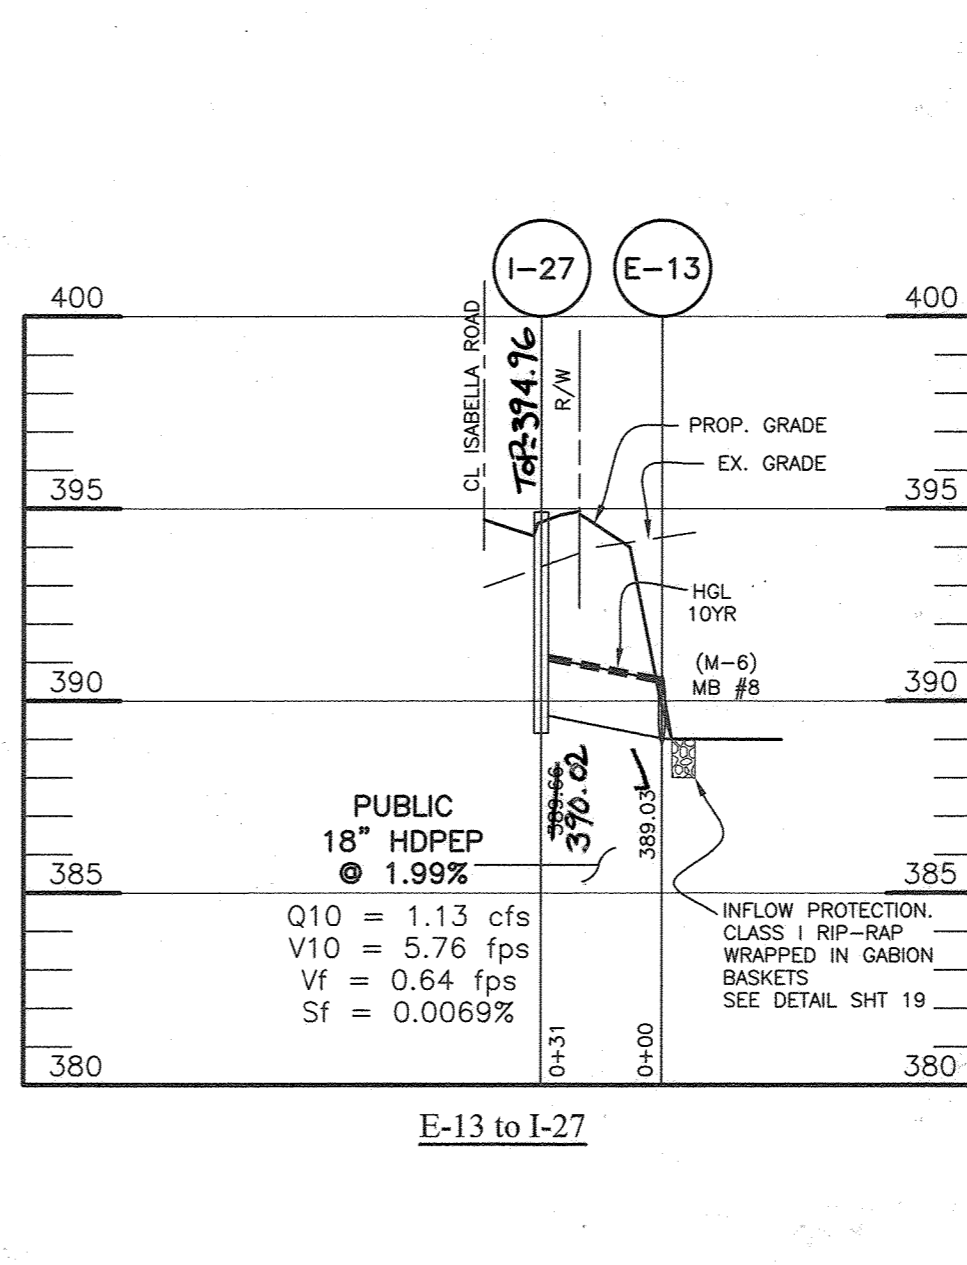 I-27
E-13
400
400
CL ISABELLA ROAD
TOP=394.96
R/W
PROP. GRADE
EX. GRADE
395
395
HGL
10YR
(M-6)
MB #8
390
390
389.66
390.02
389.03
PUBLIC
18" HDPEP
@ 1.99%
385
385
Q10 = 1.13 cfs
V10 = 5.76 fps
Vf = 0.64 fps
Sf = 0.0069%
INFLOW PROTECTION.
CLASS I RIP-RAP
WRAPPED IN GABION
BASKETS
SEE DETAIL SHT 19
0+31
0+00
380
380
E-13 to I-27